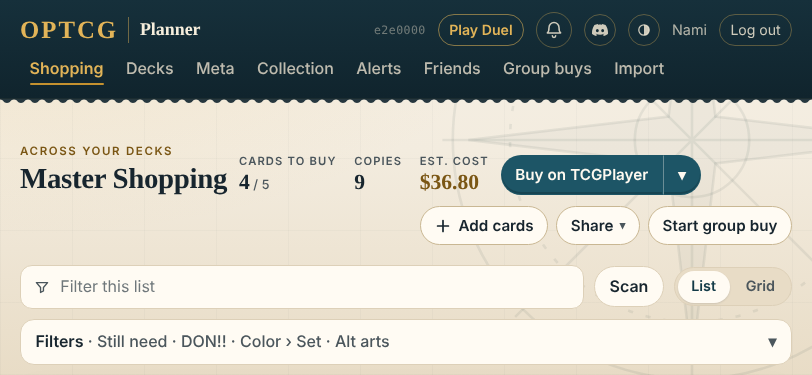 OPTCG Planner e2e0000 Play Duel Nami Log out
Shopping Decks Meta Collection Alerts Friends Group buys Import
ACROSS YOUR DECKS
Master Shopping
CARDS TO BUY COPIES EST. COST
4 / 5 9 $36.80
Buy on TCGPlayer ▼
+ Add cards Share ▾ Start group buy
Filter this list Scan List Grid
Filters · Still need · DON!! · Color › Set · Alt arts ▼